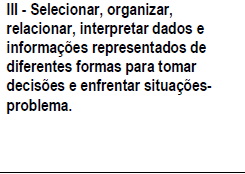 III - Selecionar, organizar,
relacionar, interpretar dados e
informações representados de
diferentes formas para tomar
decisões e enfrentar situações-
problema.